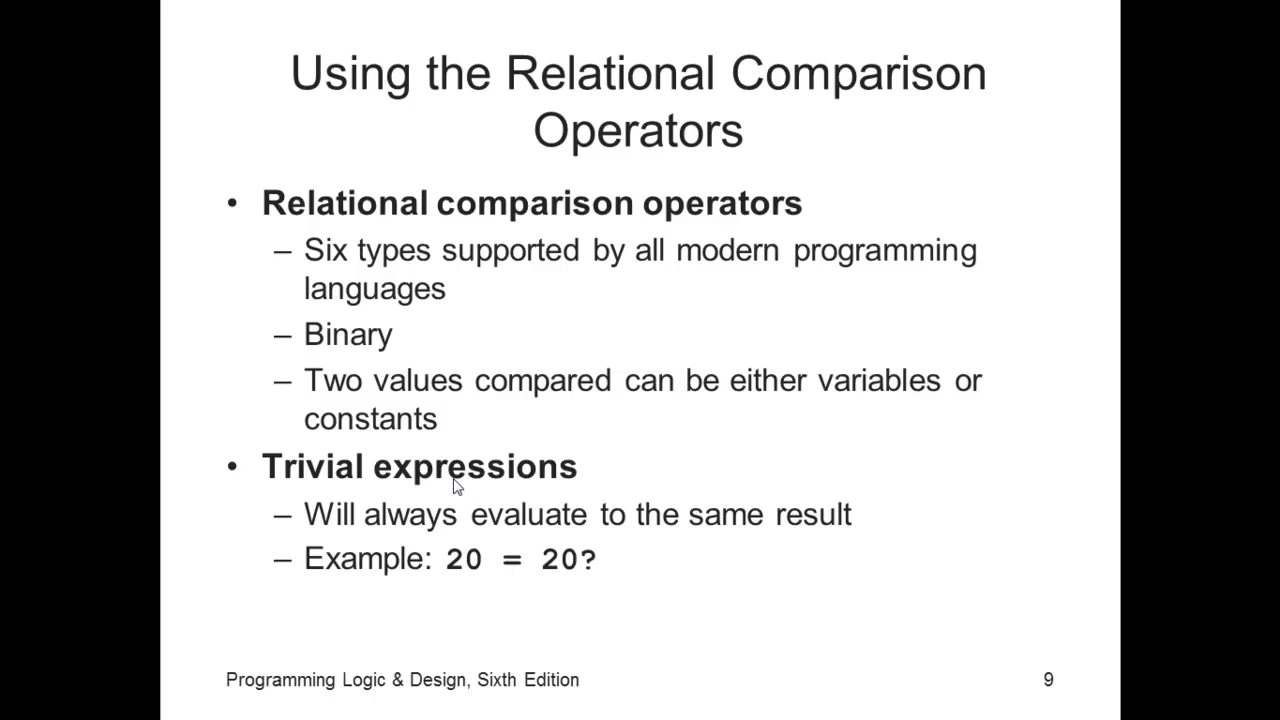 Using the Relational Comparison
Operators
• Relational comparison operators
– Six types supported by all modern programming
languages
– Binary
– Two values compared can be either variables or
constants
• Trivial expressions
– Will always evaluate to the same result
– Example: 20 = 20?
Programming Logic & Design, Sixth Edition 9